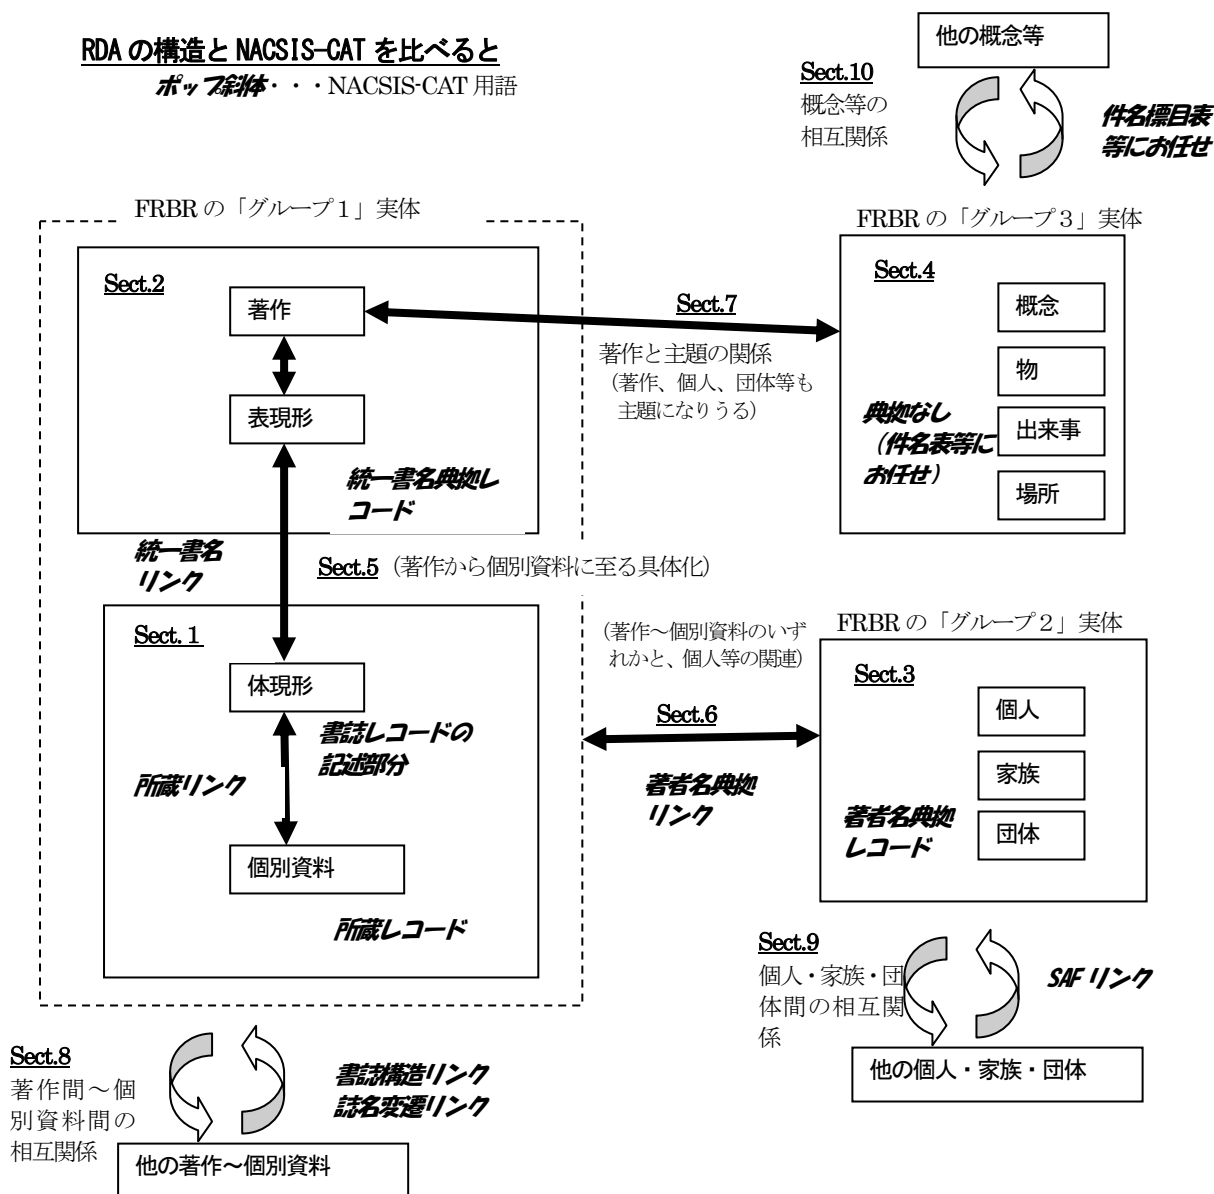 RDA の構造と NACSIS-CAT を比べると
ポップ斜体・・・NACSIS-CAT 用語
他の概念等
Sect.10
概念等の
相互関係
件名標目表
等にお任せ
FRBR の「グループ１」実体
FRBR の「グループ３」実体
Sect.2
著作
表現形
統一書名典拠レ
コード
Sect.7
著作と主題の関係
（著作、個人、団体等も
主題になりうる）
Sect.4
概念
物
出来事
場所
典拠なし
（件名表等に
お任せ）
統一書名
リンク
Sect.5（著作から個別資料に至る具体化）
Sect. 1
体現形
書誌レコードの
記述部分
所蔵リンク
個別資料
所蔵レコード
（著作～個別資料のいず
れかと、個人等の関連）
Sect.6
著者名典拠
リンク
FRBR の「グループ２」実体
Sect.3
個人
家族
団体
著者名典拠
レコード
Sect.9
個人・家族・団
体間の相互関
係
SAF リンク
他の個人・家族・団体
Sect.8
著作間～個
別資料間の
相互関係
書誌構造リンク
誌名変遷リンク
他の著作～個別資料